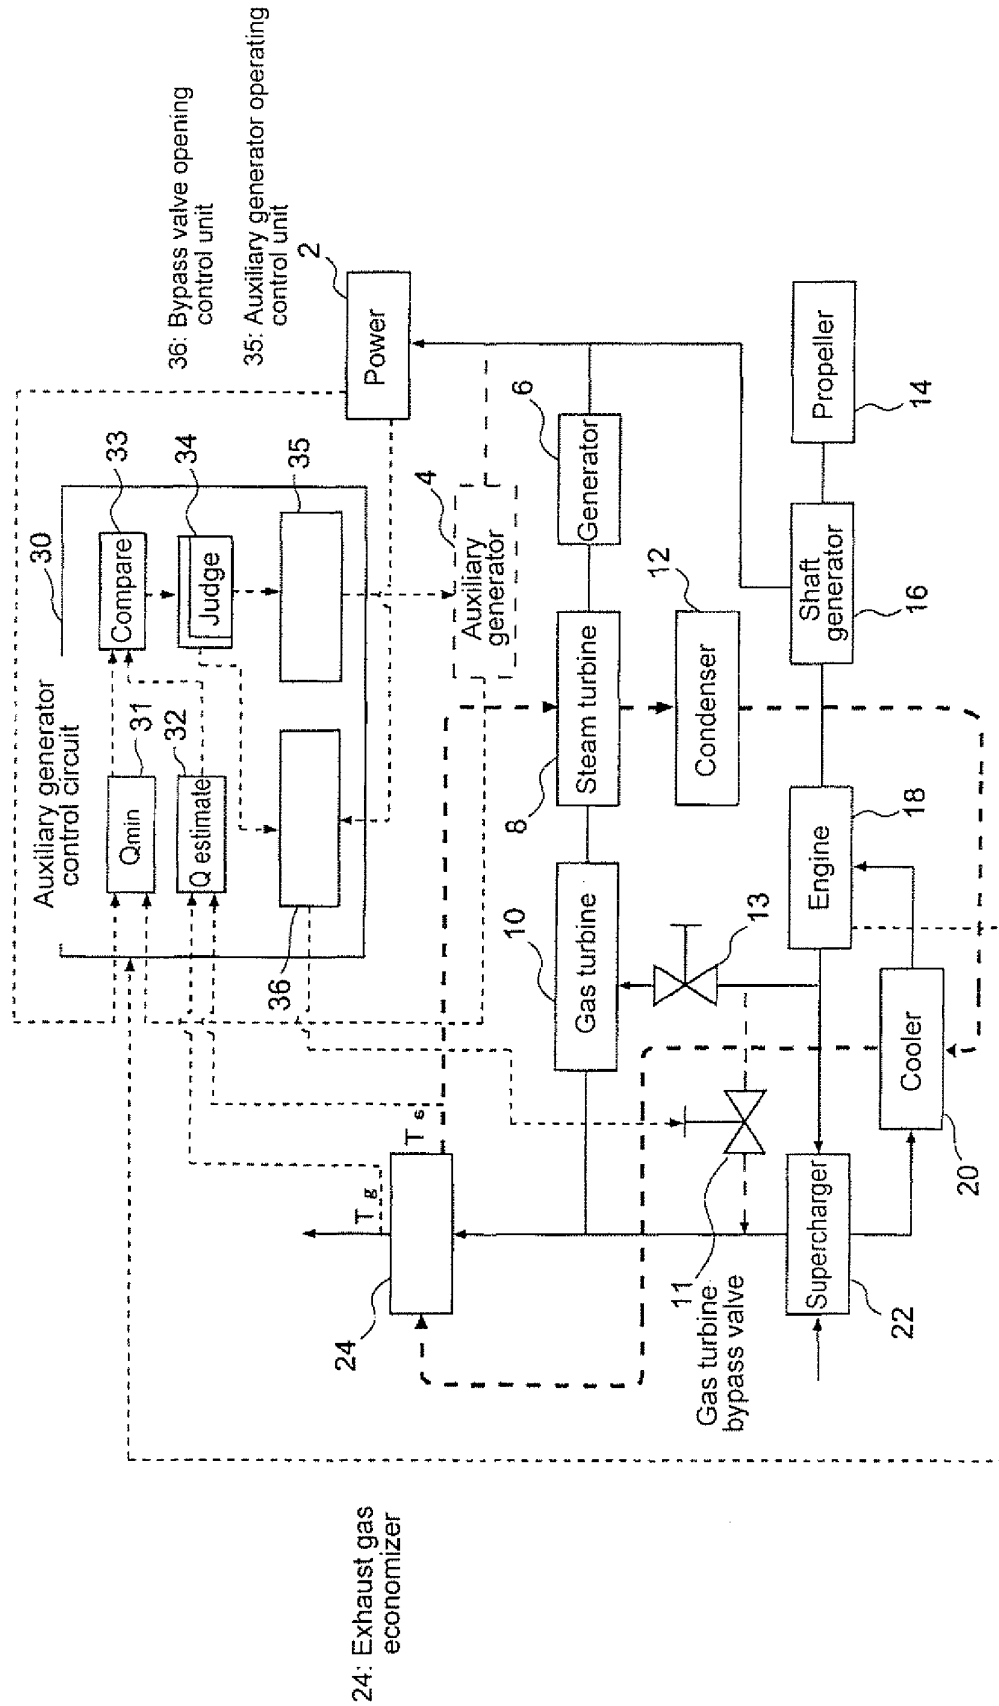 36: Bypass valve opening
control unit
35: Auxiliary generator operating
control unit
30
Auxiliary generator
control circuit
31
Qmin
33
Compare
32
Q estimate
34
Judge
35
36
2
Power
4
Auxiliary
generator
6
Generator
8
Steam turbine
10
Gas turbine
12
Condenser
13
14
Propeller
16
Shaft
generator
18
Engine
20
Cooler
22
Supercharger
11
Gas turbine
bypass valve
24
Tg
Ts
24: Exhaust gas
economizer